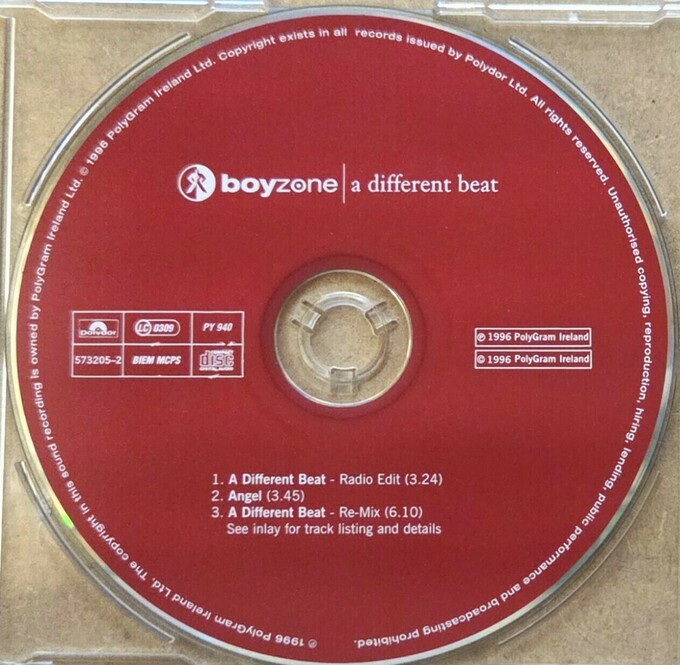 ℗ 1996 PolyGram Ireland Ltd. The copyright in this sound recording is owned by PolyGram Ireland Ltd. © 1996 PolyGram Ireland Ltd. Copyright exists in all records issued by Polydor Ltd. All rights reserved. Unauthorised copying, reproduction, hiring, lending, public performance and broadcasting prohibited.
boyzone | a different beat
Polydor LC 0309 PY 940
573205-2 BIEM MCPS disc
DIGITAL AUDIO
℗ 1996 PolyGram Ireland
© 1996 PolyGram Ireland
1. A Different Beat - Radio Edit (3.24)
2. Angel (3.45)
3. A Different Beat - Re-Mix (6.10)
See inlay for track listing and details